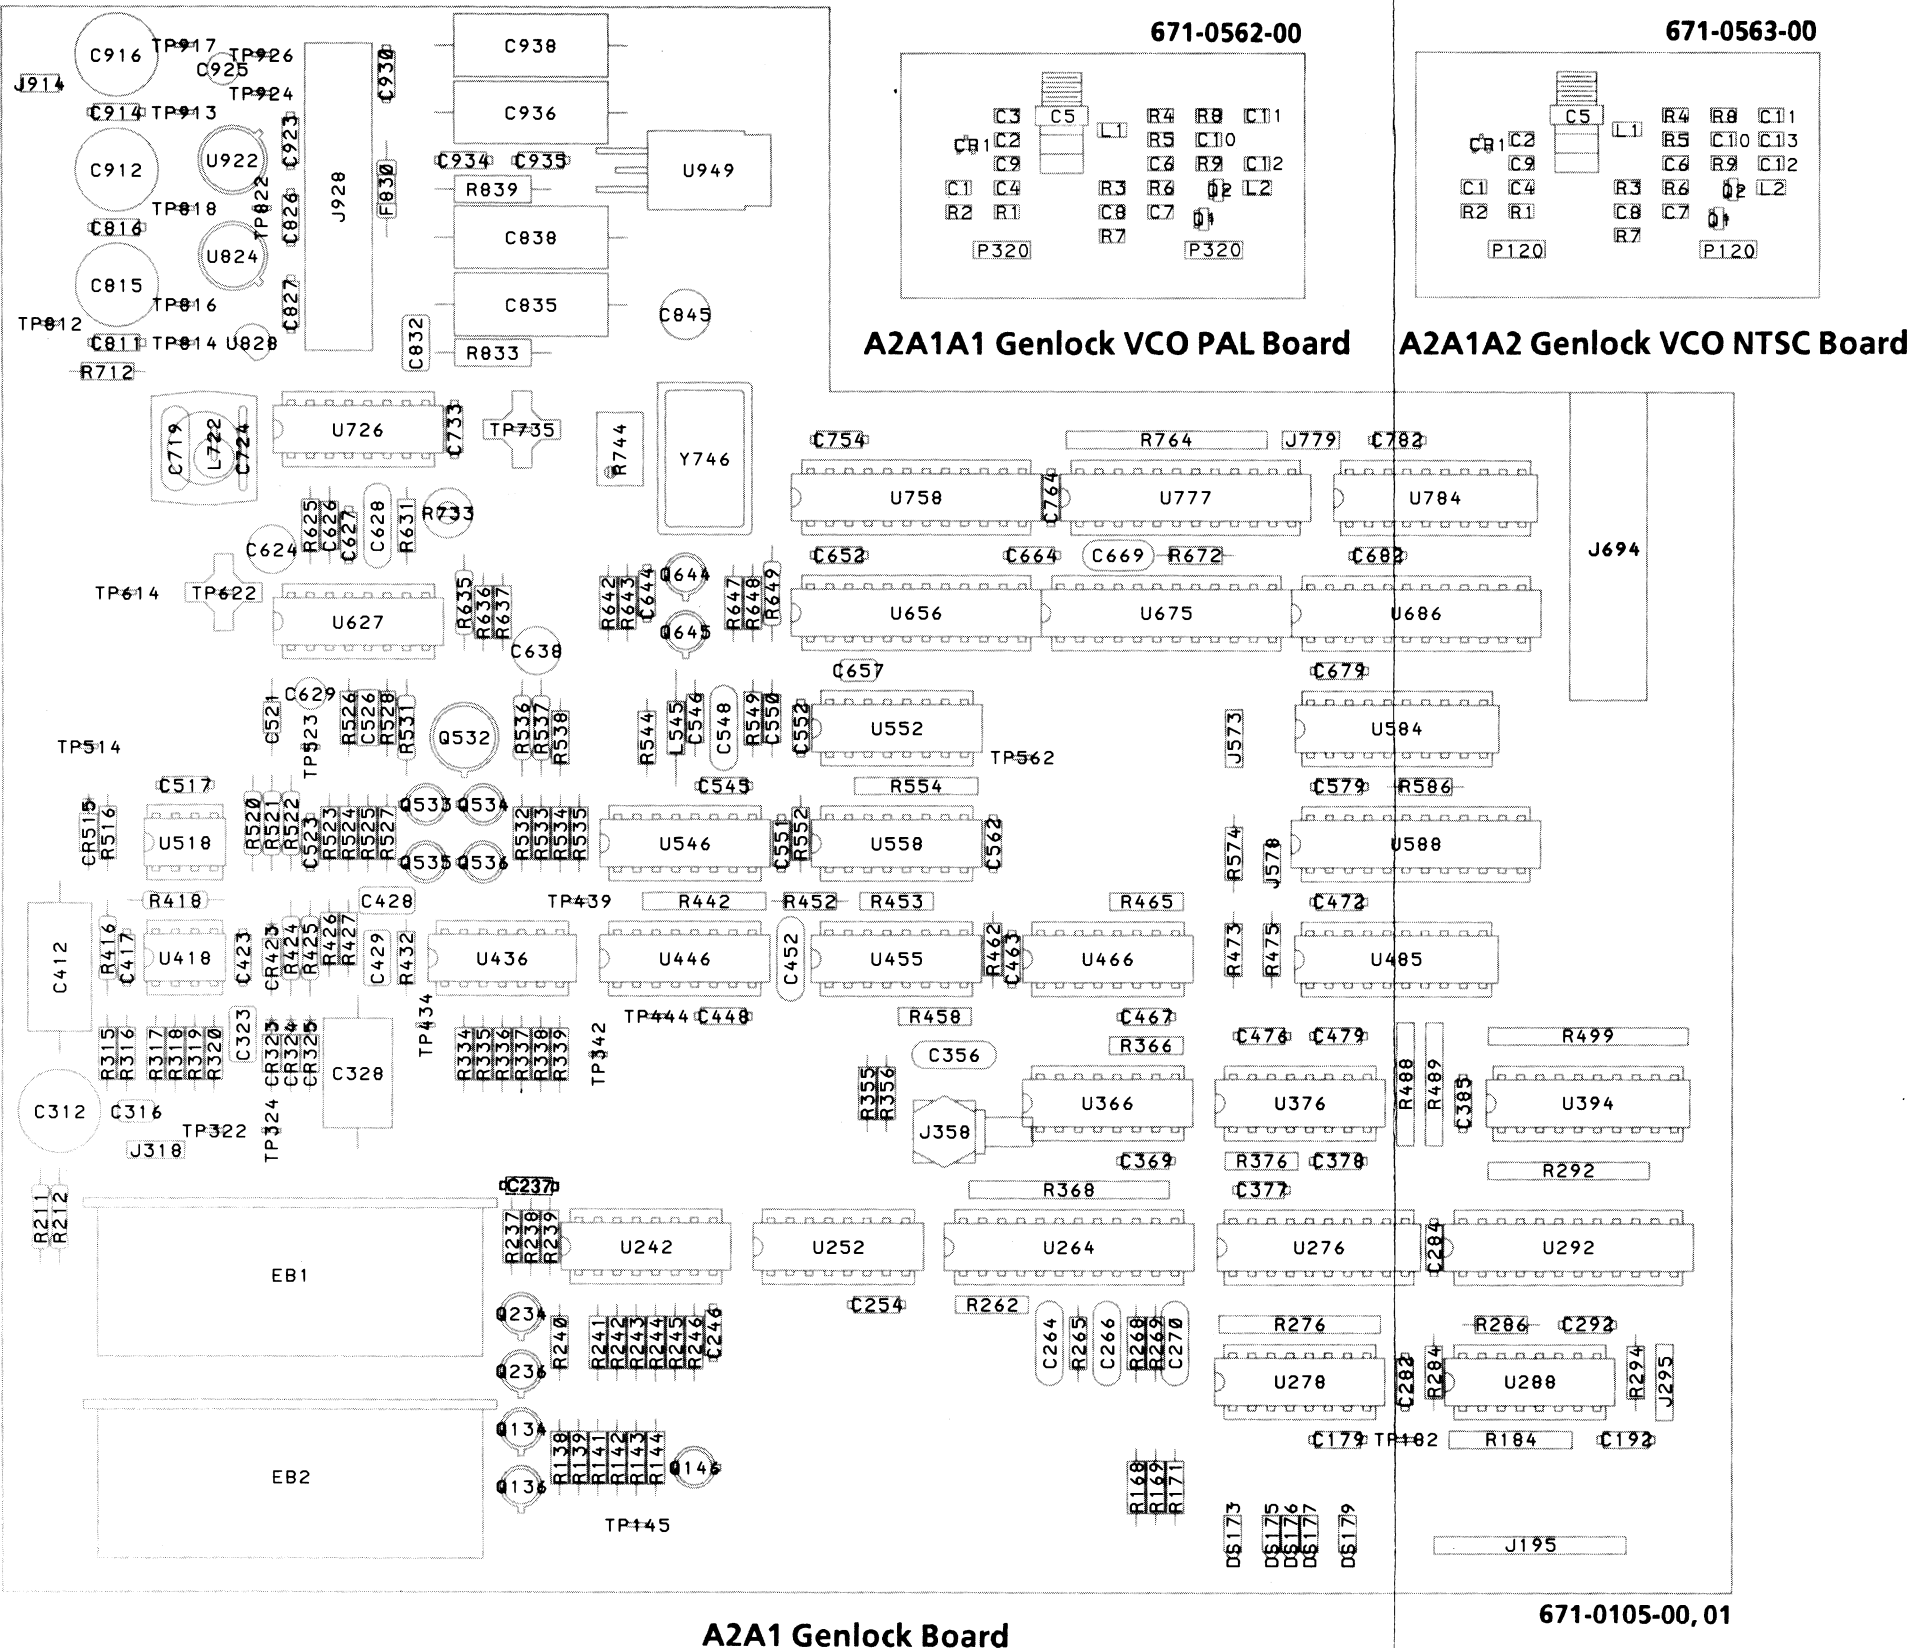 671-0562-00
671-0563-00
C916 TP917 TP926 C925 C930 C938
J914 TP924
C914 TP913 C923 C936
C3 C5 R4 R8 C11
L1
CR1 C2 R5 C10
C9 C6 R9 C12
C1 C4 R3 R6 Q2 L2
R2 R1 C8 C7 Q1
R7
P320 P320
C5 R4 R8 C11
L1
CR1 C2 R5 C10 C13
C9 C6 R9 C12
C1 C4 R3 R6 Q2 L2
R2 R1 C8 C7 Q1
R7
P120 P120
C912 U922 J928 F830 C934 C935 U949
R839
TP818 TP822 C826
C816 C838
U824
C815 C827
TP816 C835 C845
TP812
C811 TP814 U828 C832 R833
R712
A2A1A1 Genlock VCO PAL Board
A2A1A2 Genlock VCO NTSC Board
C719 L722 C724 U726 C733 TP735 R744 Y746 C754 R764 J779 C782
U758 C764 U777 U784
R625 C626 C627 C628 R631 R733
C624 C652 C664 C669 R672 C682 J694
TP614 TP622 R635 R636 R637 R642 R643 C644 Q644 R647 R648 R649
U627 Q645 U656 U675 U686
C638
C657 C679
C521 C629 R526 C526 R528 R531 Q532 R536 R537 R538 R544 L545 C546 C548 R549 C550 C552 U552 J573 U584
TP514 TP523 TP562
C517 C545 R554 C579 R586
CR515 R516 U518 R520 R521 R522 C523 R523 R524 R525 R527 Q533 Q534 R532 R533 R534 R535 U546 C551 R552 U558 C562 R574 J578 U588
Q535 Q536
R418 C428 TP439 R442 R452 R453 R465 C472
C412 R416 C417 U418 C423 CR423 R424 R425 R426 R427 C429 R432 U436 U446 C452 U455 R462 C463 U466 R473 R475 U485
TP434 TP444 C448 R458 C467
R315 R316 R317 R318 R319 R320 C323 CR323 CR324 CR325 C328 R334 R335 R336 R337 R338 R339 TP342 C356 R366 C476 C479 R499
C312 C316 R355 R356 U366 U376 R488 R489 C385 U394
TP322 TP324 J358
J318 C369 R376 C378 R292
C237 R368 C377
R211 R212 R237 R238 R239 U242 U252 U264 U276 C284 U292
EB1
C254 R262
Q234 R240 R241 R242 R243 R244 R245 R246 C246 C264 R265 C266 R268 R269 C270 R276 R286 C292
Q236 U278 C282 R284 U288 R294 J295
Q134 C179 TP182 R184 C192
EB2 R138 R139 R141 R142 R143 R144 Q146
Q136 R168 R169 R171
TP145 DS173 DS175 DS176 DS177 DS179 J195
671-0105-00, 01
A2A1 Genlock Board